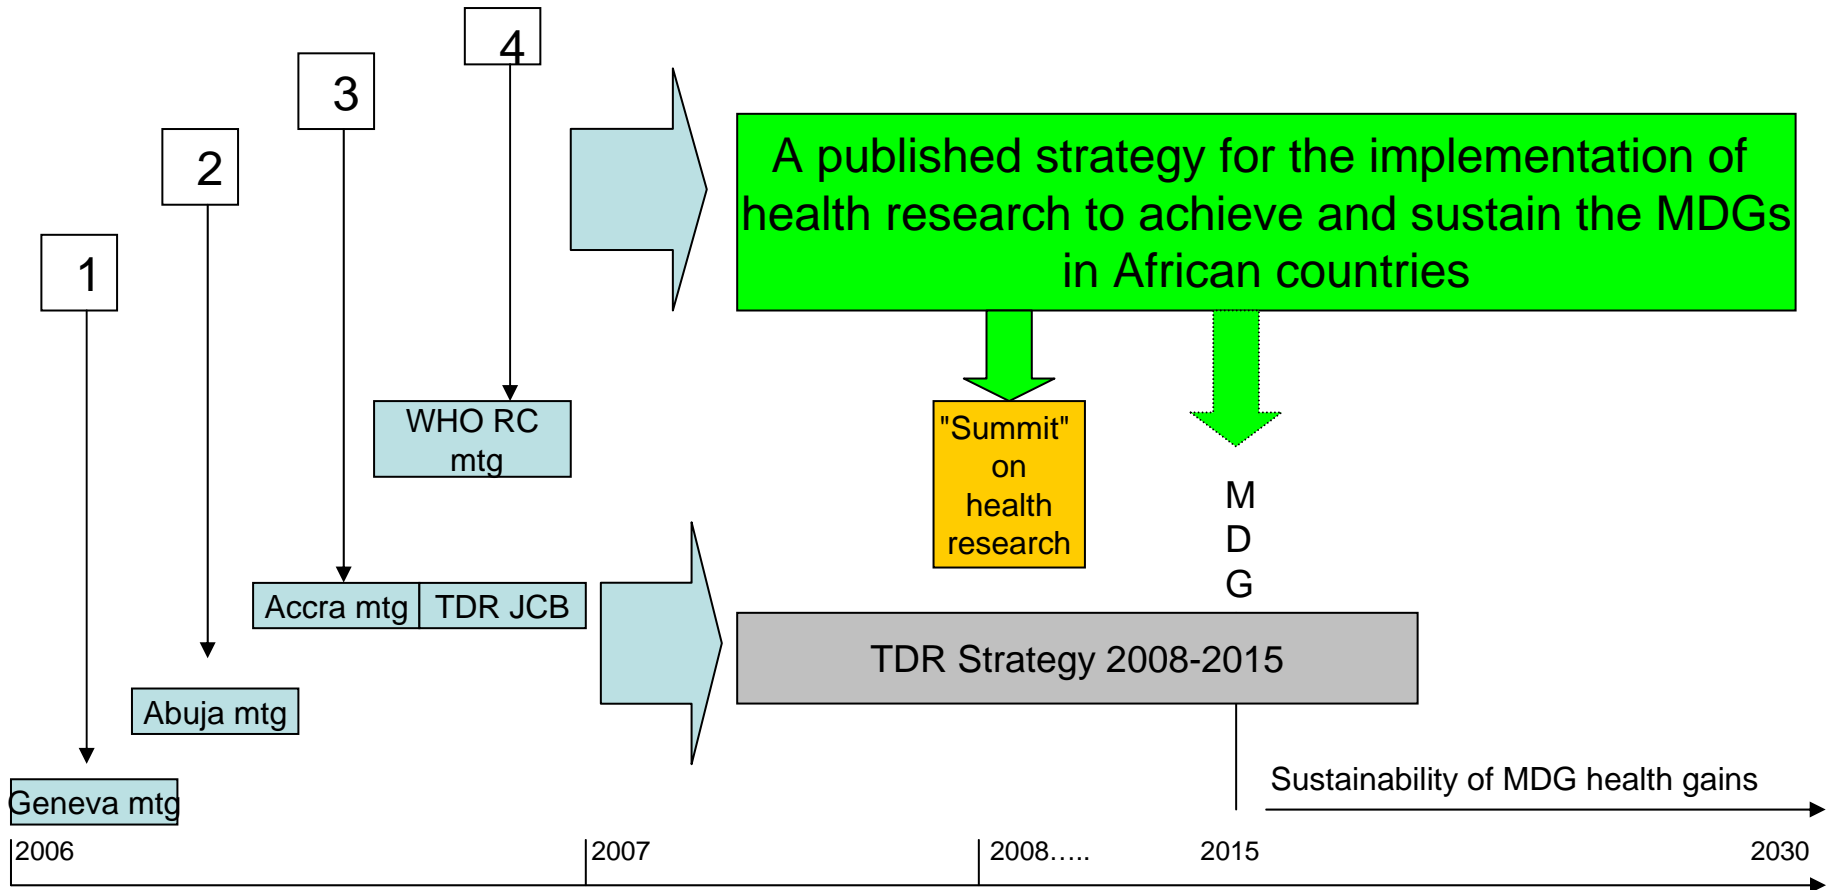 4
3
2
1
A published strategy for the implementation of
health research to achieve and sustain the MDGs
in African countries
WHO RC
mtg
"Summit"
on
health
research
M
D
G
Accra mtg
TDR JCB
TDR Strategy 2008-2015
Abuja mtg
Geneva mtg
Sustainability of MDG health gains
2006
2007
2008.....
2015
2030